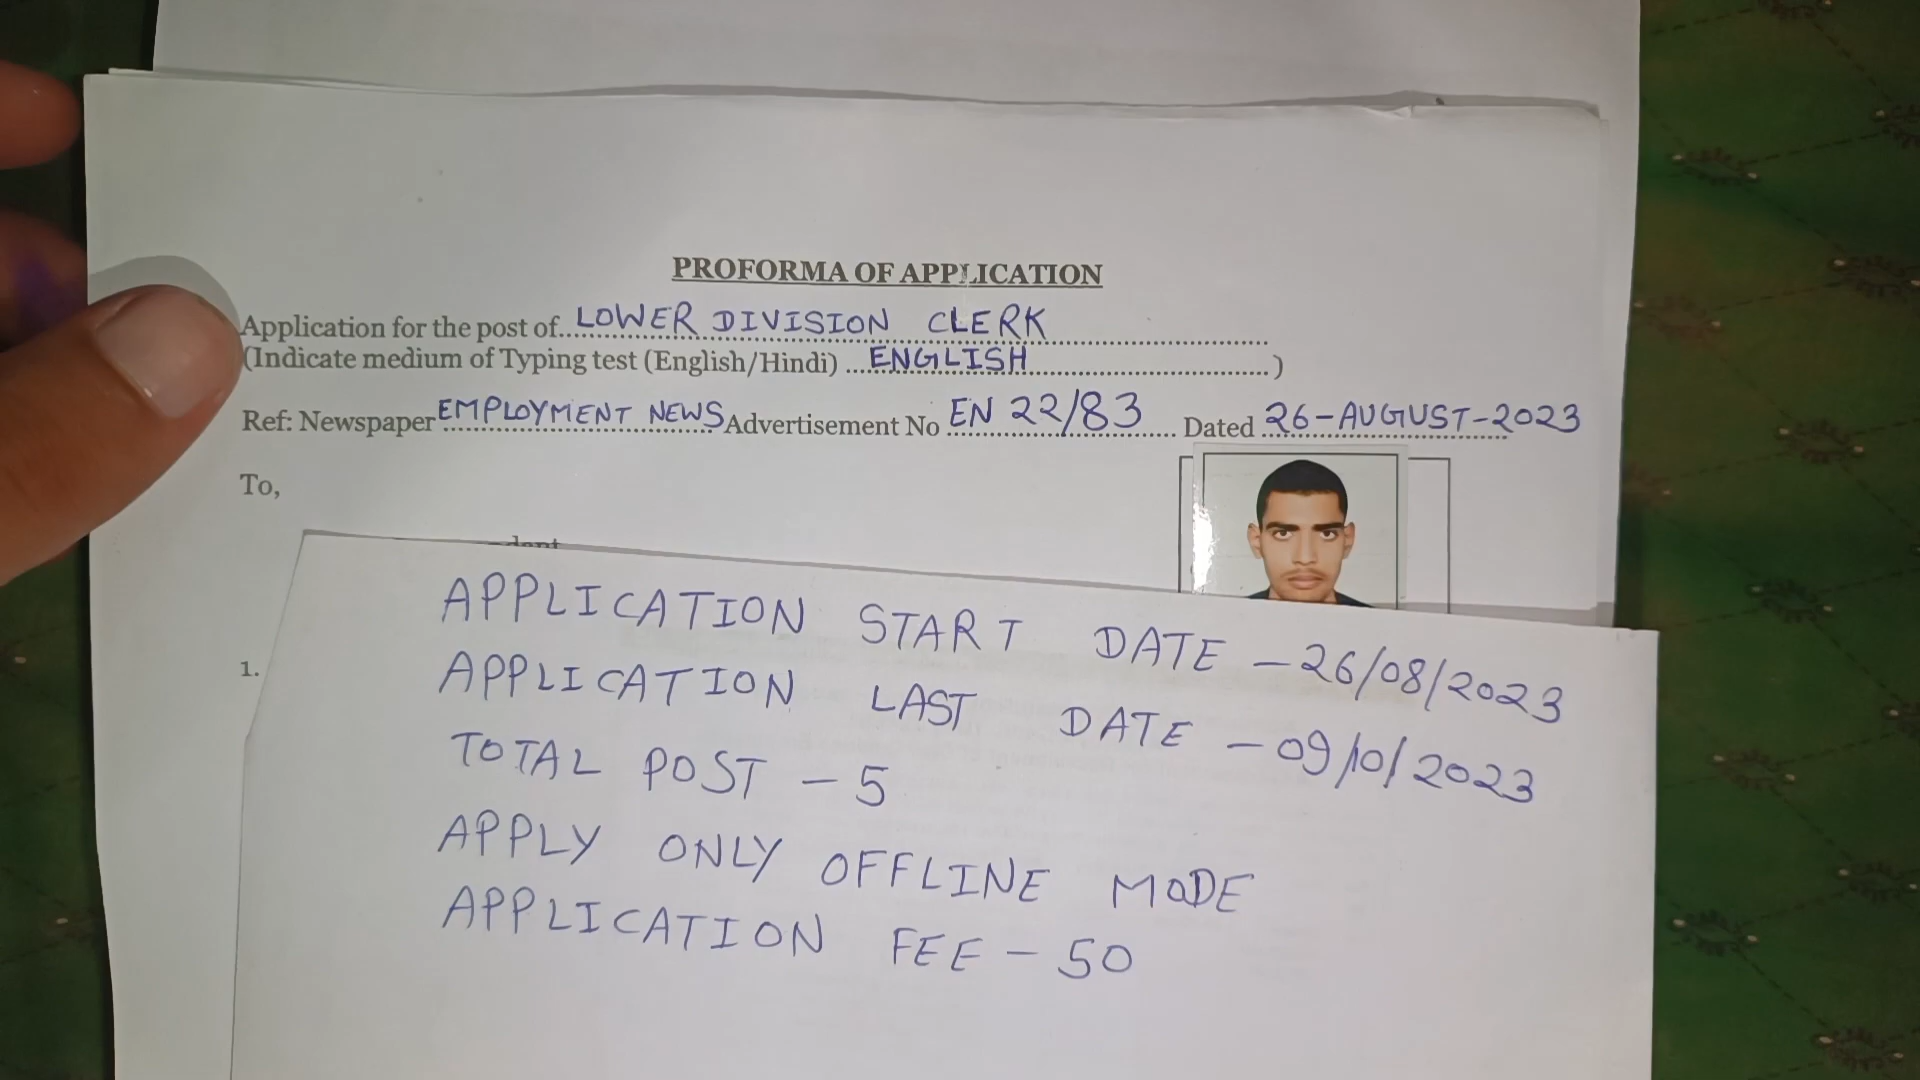 PROFORMA OF APPLICATION
Application for the post of..LOWER DIVISION CLERK
(Indicate medium of Typing test (English/Hindi) ...ENGLISH...)
Ref: Newspaper EMPLOYMENT NEWS Advertisement No EN 22/83 Dated 26-AUGUST-2023
To,
APPLICATION START DATE - 26/08/2023
1.
APPLICATION LAST DATE - 09/10/2023
TOTAL POST - 5
APPLY ONLY OFFLINE MODE
APPLICATION FEE - 50